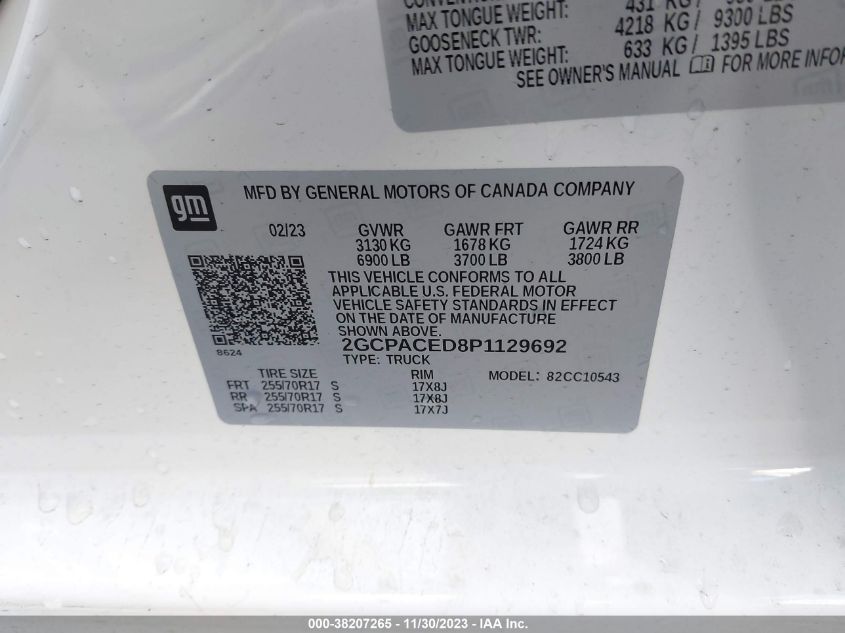 431 KG /
MAX TONGUE WEIGHT: 4218 KG / 9300 LBS
GOOSENECK TWR: 633 KG / 1395 LBS
MAX TONGUE WEIGHT:
SEE OWNER'S MANUAL FOR MORE INFOR
gm
MFD BY GENERAL MOTORS OF CANADA COMPANY
02/23 GVWR GAWR FRT GAWR RR
3130 KG 1678 KG 1724 KG
6900 LB 3700 LB 3800 LB
THIS VEHICLE CONFORMS TO ALL
APPLICABLE U.S. FEDERAL MOTOR
VEHICLE SAFETY STANDARDS IN EFFECT
ON THE DATE OF MANUFACTURE
SHOWN ABOVE.
8624
2GCPACED8P1129692
TYPE: TRUCK
TIRE SIZE RIM MODEL: 82CC10543
FRT 255/70R17 S 17X8J
RR 255/70R17 S 17X8J
SPA 255/70R17 S 17X7J
000-38207265 - 11/30/2023 - IAA Inc.